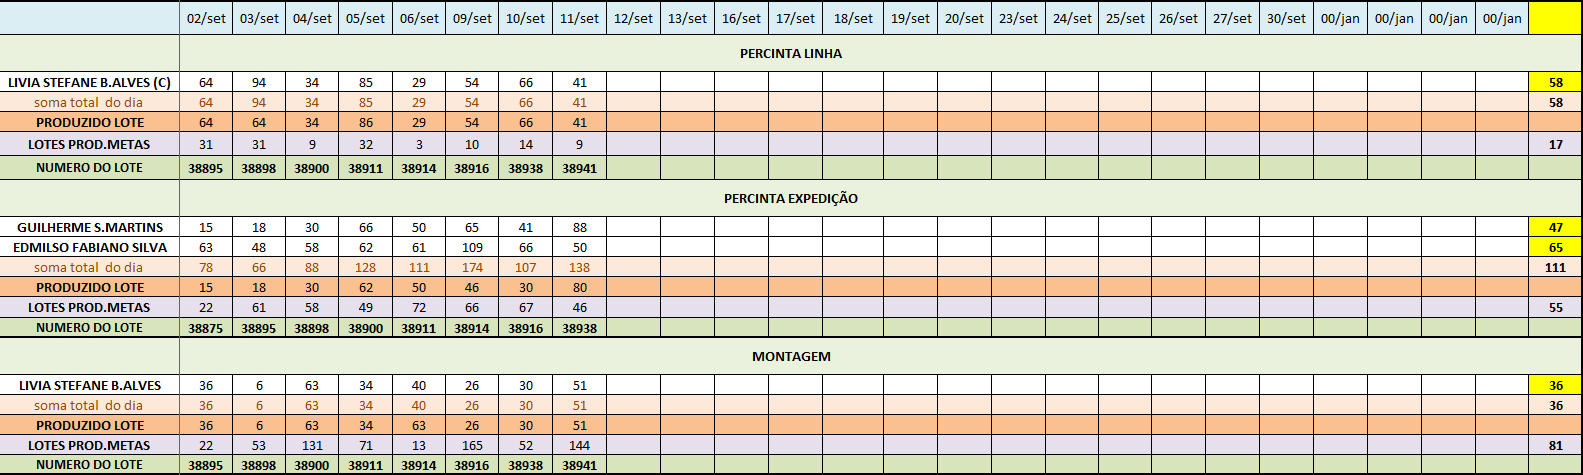 02/set 03/set 04/set 05/set 06/set 09/set 10/set 11/set 12/set 13/set 16/set 17/set 18/set 19/set 20/set 23/set 24/set 25/set 26/set 27/set 30/set 00/jan 00/jan 00/jan 00/jan
PERCINTA LINHA
LIVIA STEFANE B.ALVES (C) 64 94 34 85 29 54 66 41 58
soma total do dia 64 94 34 85 29 54 66 41 58
PRODUZIDO LOTE 64 64 34 86 29 54 66 41
LOTES PROD.METAS 31 31 9 32 3 10 14 9 17
NUMERO DO LOTE 38895 38898 38900 38911 38914 38916 38938 38941
PERCINTA EXPEDIÇÃO
GUILHERME S.MARTINS 15 18 30 66 50 65 41 88 47
EDMILSO FABIANO SILVA 63 48 58 62 61 109 66 50 65
soma total do dia 78 66 88 128 111 174 107 138 111
PRODUZIDO LOTE 15 18 30 62 50 46 30 80
LOTES PROD.METAS 22 61 58 49 72 66 67 46 55
NUMERO DO LOTE 38875 38895 38898 38900 38911 38914 38916 38938
MONTAGEM
LIVIA STEFANE B.ALVES 36 6 63 34 40 26 30 51 36
soma total do dia 36 6 63 34 40 26 30 51 36
PRODUZIDO LOTE 36 6 63 34 63 26 30 51
LOTES PROD.METAS 22 53 131 71 13 165 52 144 81
NUMERO DO LOTE 38895 38898 38900 38911 38914 38916 38938 38941